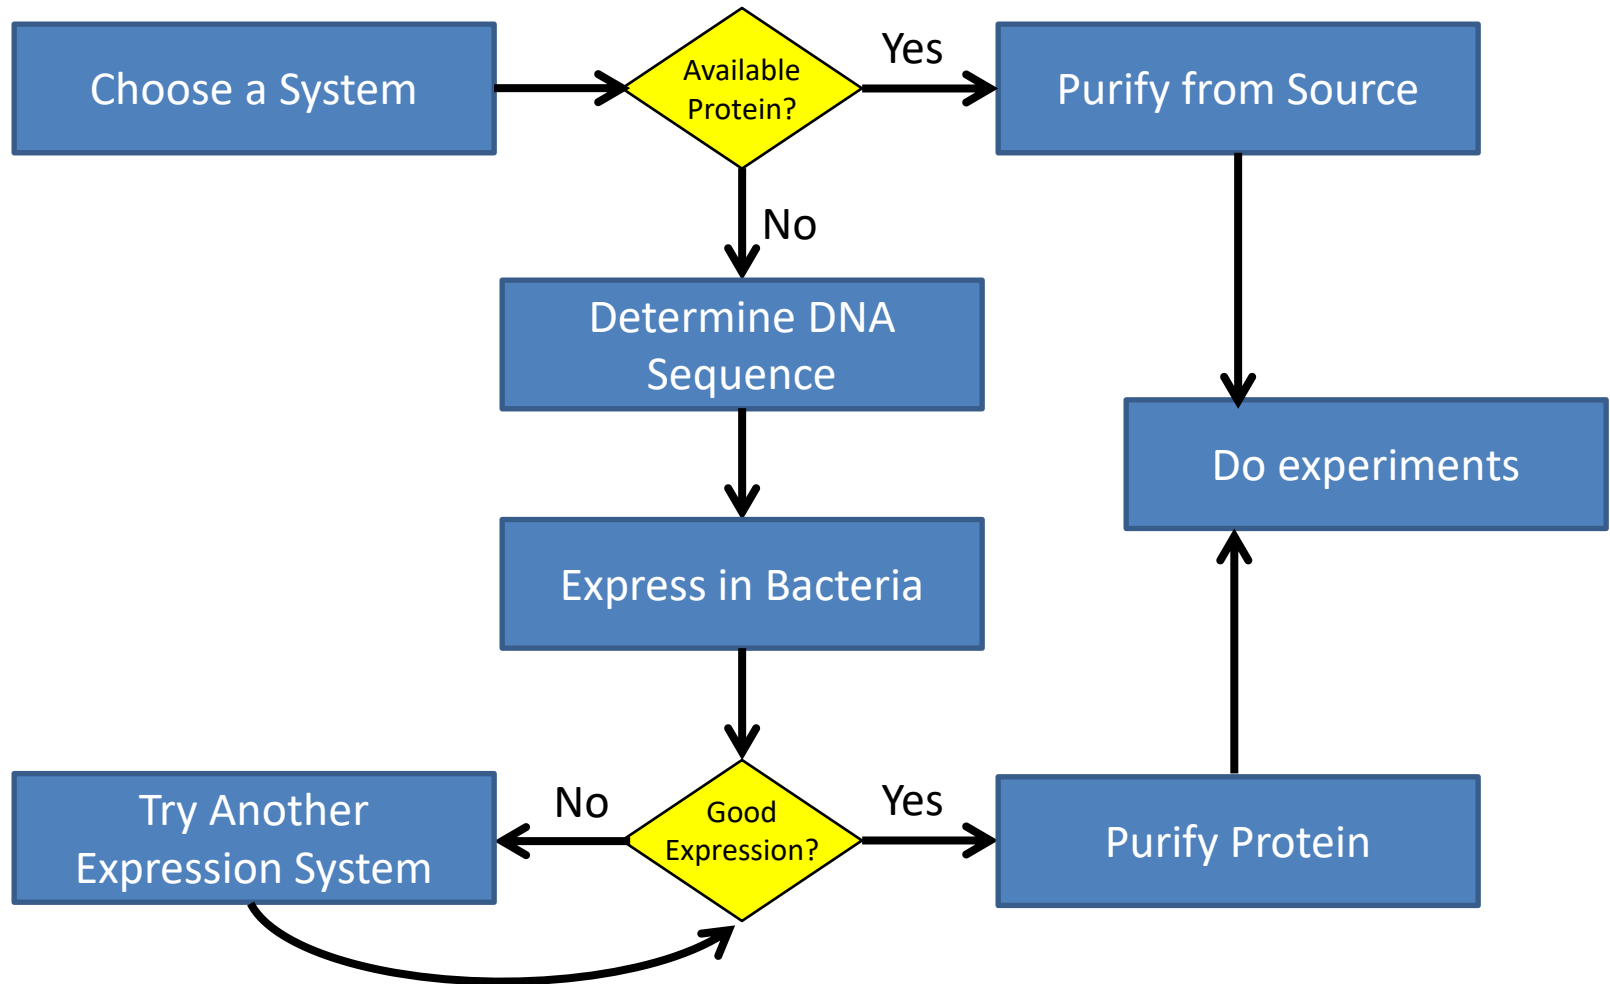 Choose a System
Available
Protein?
Yes
Purify from Source
No
Determine DNA
Sequence
Do experiments
Express in Bacteria
Try Another
Expression System
No
Good
Expression?
Yes
Purify Protein